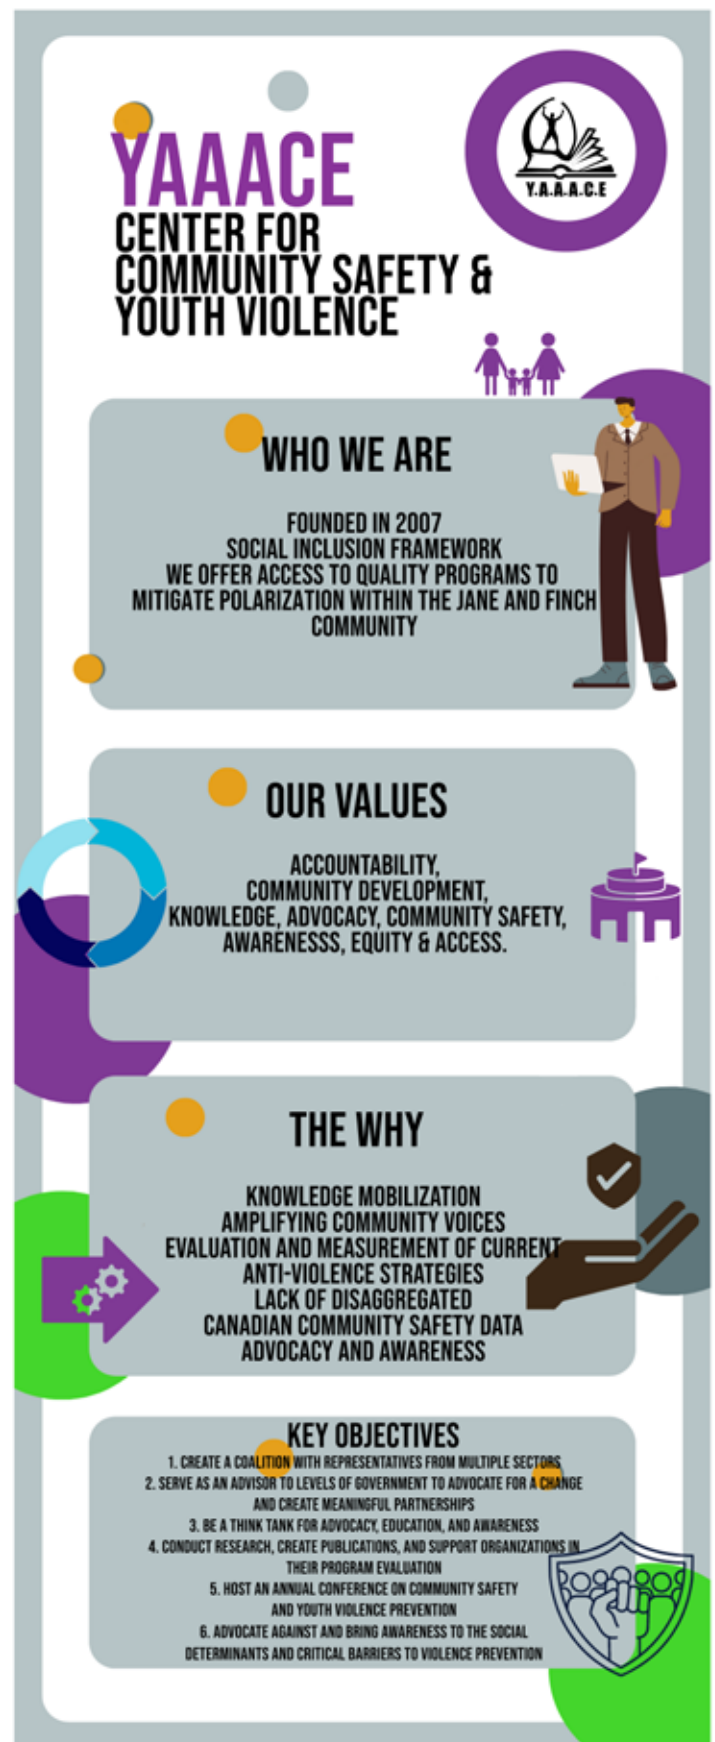 YAAACE
CENTER FOR
COMMUNITY SAFETY &
YOUTH VIOLENCE
Y.A.A.A.C.E
WHO WE ARE
FOUNDED IN 2007
SOCIAL INCLUSION FRAMEWORK
WE OFFER ACCESS TO QUALITY PROGRAMS TO
MITIGATE POLARIZATION WITHIN THE JANE AND FINCH
COMMUNITY
OUR VALUES
ACCOUNTABILITY,
COMMUNITY DEVELOPMENT,
KNOWLEDGE, ADVOCACY, COMMUNITY SAFETY,
AWARENESSS, EQUITY & ACCESS.
THE WHY
KNOWLEDGE MOBILIZATION
AMPLIFYING COMMUNITY VOICES
EVALUATION AND MEASUREMENT OF CURRENT
ANTI-VIOLENCE STRATEGIES
LACK OF DISAGGREGATED
CANADIAN COMMUNITY SAFETY DATA
ADVOCACY AND AWARENESS
KEY OBJECTIVES
1. CREATE A COALITION WITH REPRESENTATIVES FROM MULTIPLE SECTORS
2. SERVE AS AN ADVISOR TO LEVELS OF GOVERNMENT TO ADVOCATE FOR A CHANGE
AND CREATE MEANINGFUL PARTNERSHIPS
3. BE A THINK TANK FOR ADVOCACY, EDUCATION, AND AWARENESS
4. CONDUCT RESEARCH, CREATE PUBLICATIONS, AND SUPPORT ORGANIZATIONS IN
THEIR PROGRAM EVALUATION
5. HOST AN ANNUAL CONFERENCE ON COMMUNITY SAFETY
AND YOUTH VIOLENCE PREVENTION
6. ADVOCATE AGAINST AND BRING AWARENESS TO THE SOCIAL
DETERMINANTS AND CRITICAL BARRIERS TO VIOLENCE PREVENTION